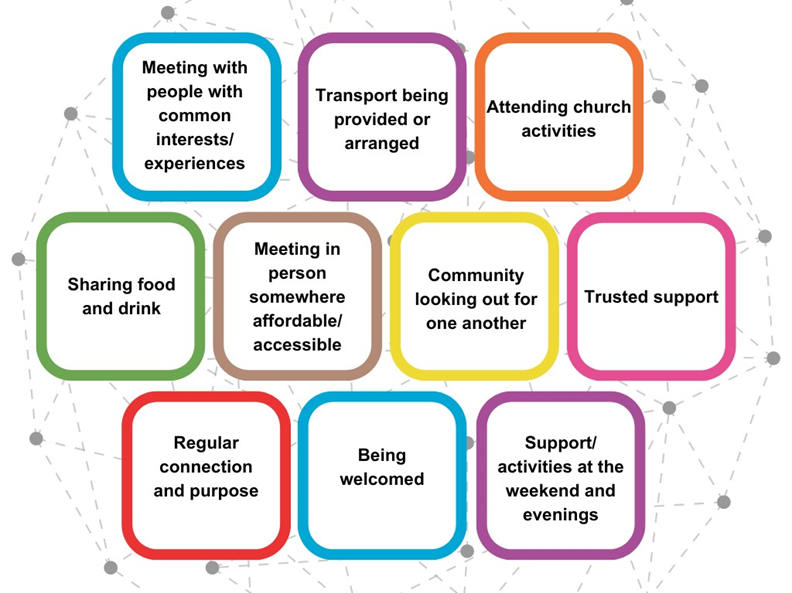 Meeting with
people with
common
interests/
experiences
Transport being
provided or
arranged
Attending church
activities
Sharing food
and drink
Meeting in
person
somewhere
affordable/
accessible
Community
looking out for
one another
Trusted support
Regular
connection
and purpose
Being
welcomed
Support/
activities at the
weekend and
evenings